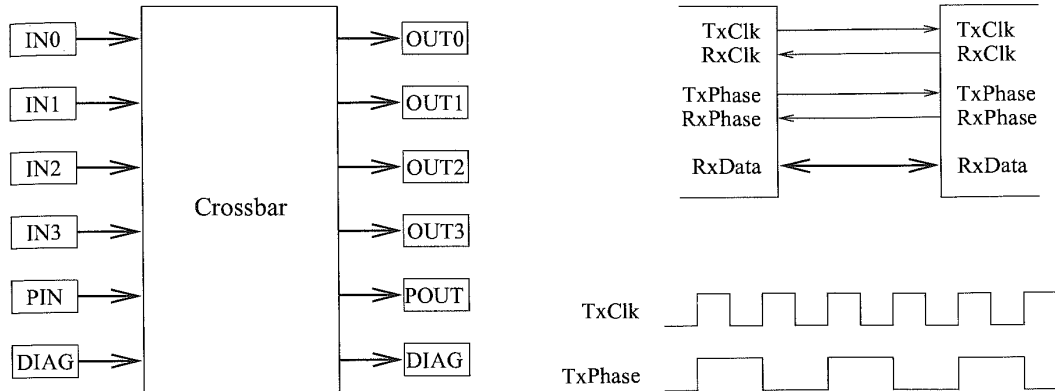 IN0
IN1
IN2
IN3
PIN
DIAG
Crossbar
OUT0
OUT1
OUT2
OUT3
POUT
DIAG
TxClk
RxClk
TxPhase
RxPhase
RxData
TxClk
RxClk
TxPhase
RxPhase
RxData
TxClk
TxPhase